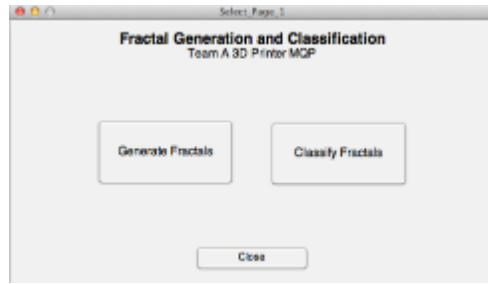 Select_Page_1
Fractal Generation and Classification
Team A 3D Printer MQP
Generate Fractals
Classify Fractals
Close